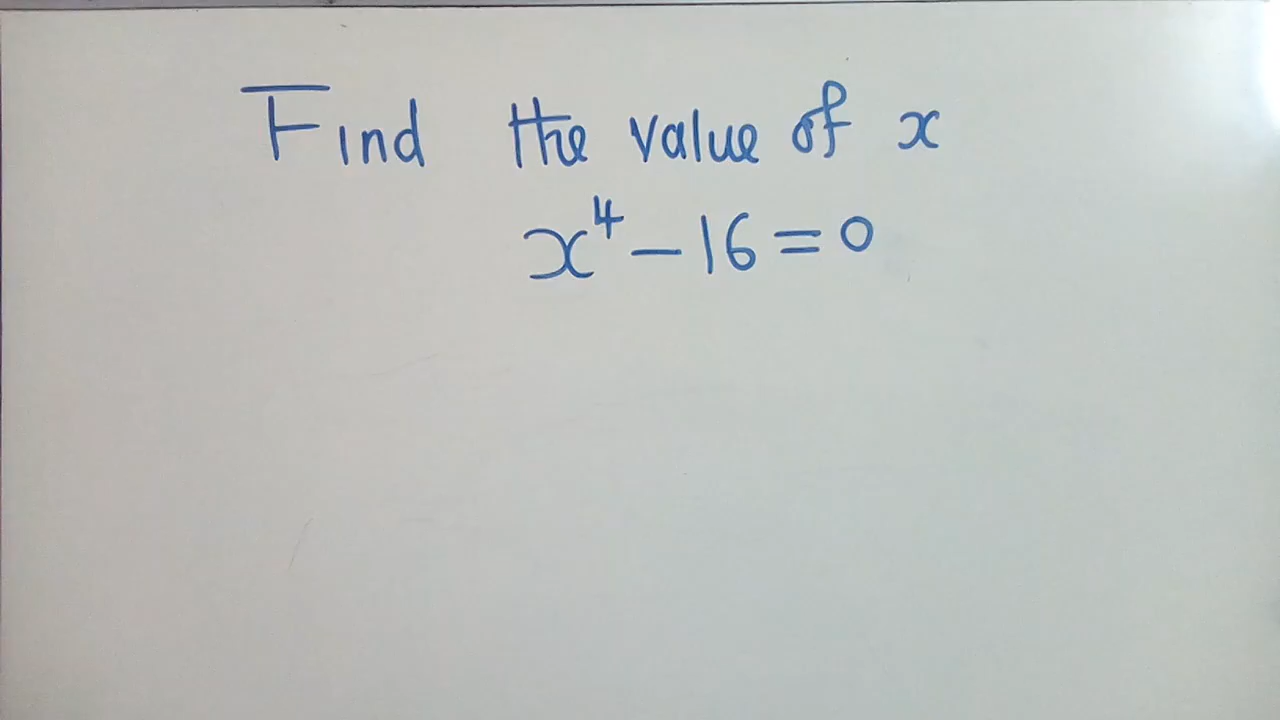 Find the value of x
x⁴ - 16 = 0